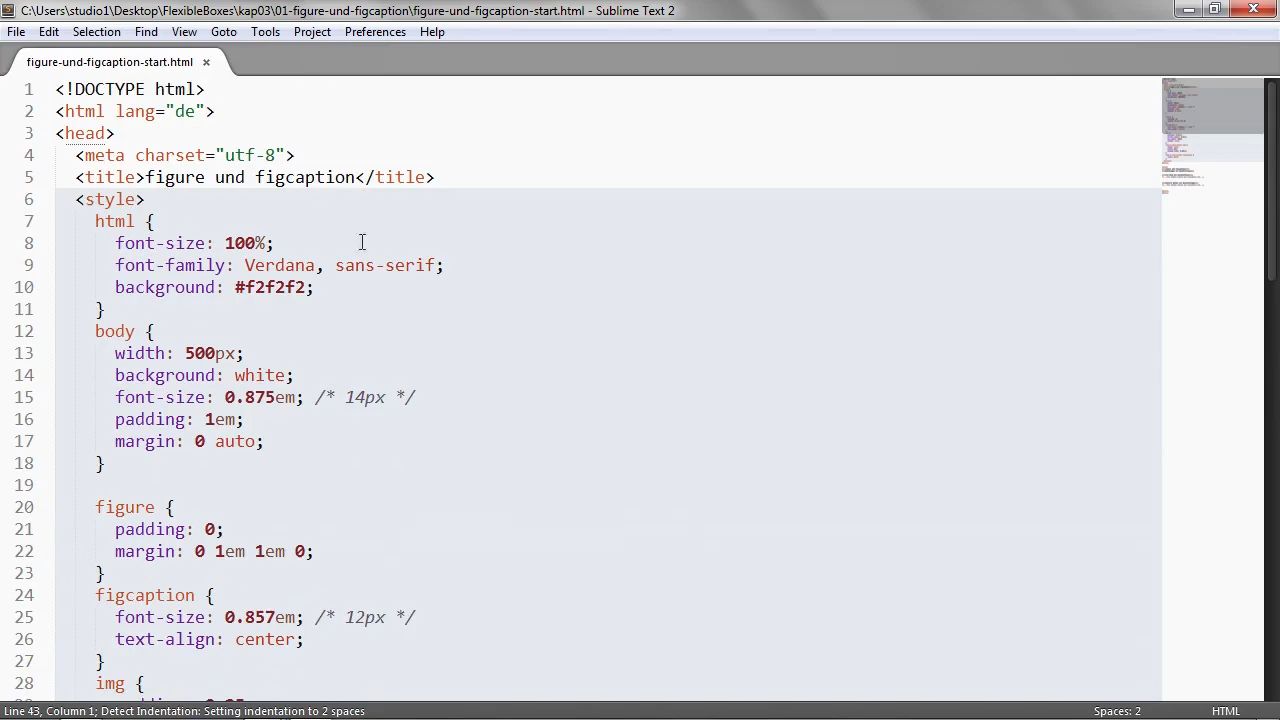 C:\Users\studio1\Desktop\FlexibleBoxes\kap03\01-figure-und-figcaption\figure-und-figcaption-start.html - Sublime Text 2
File Edit Selection Find View Goto Tools Project Preferences Help
figure-und-figcaption-start.html ×
1 <!DOCTYPE html>
2 <html lang="de">
3 <head>
4 <meta charset="utf-8">
5 <title>figure und figcaption</title>
6 <style>
7 html {
8 font-size: 100%;
9 font-family: Verdana, sans-serif;
10 background: #f2f2f2;
11 }
12 body {
13 width: 500px;
14 background: white;
15 font-size: 0.875em; /* 14px */
16 padding: 1em;
17 margin: 0 auto;
18 }
19
20 figure {
21 padding: 0;
22 margin: 0 1em 1em 0;
23 }
24 figcaption {
25 font-size: 0.857em; /* 12px */
26 text-align: center;
27 }
28 img {
Line 43, Column 1; Detect Indentation: Setting indentation to 2 spaces Spaces: 2 HTML